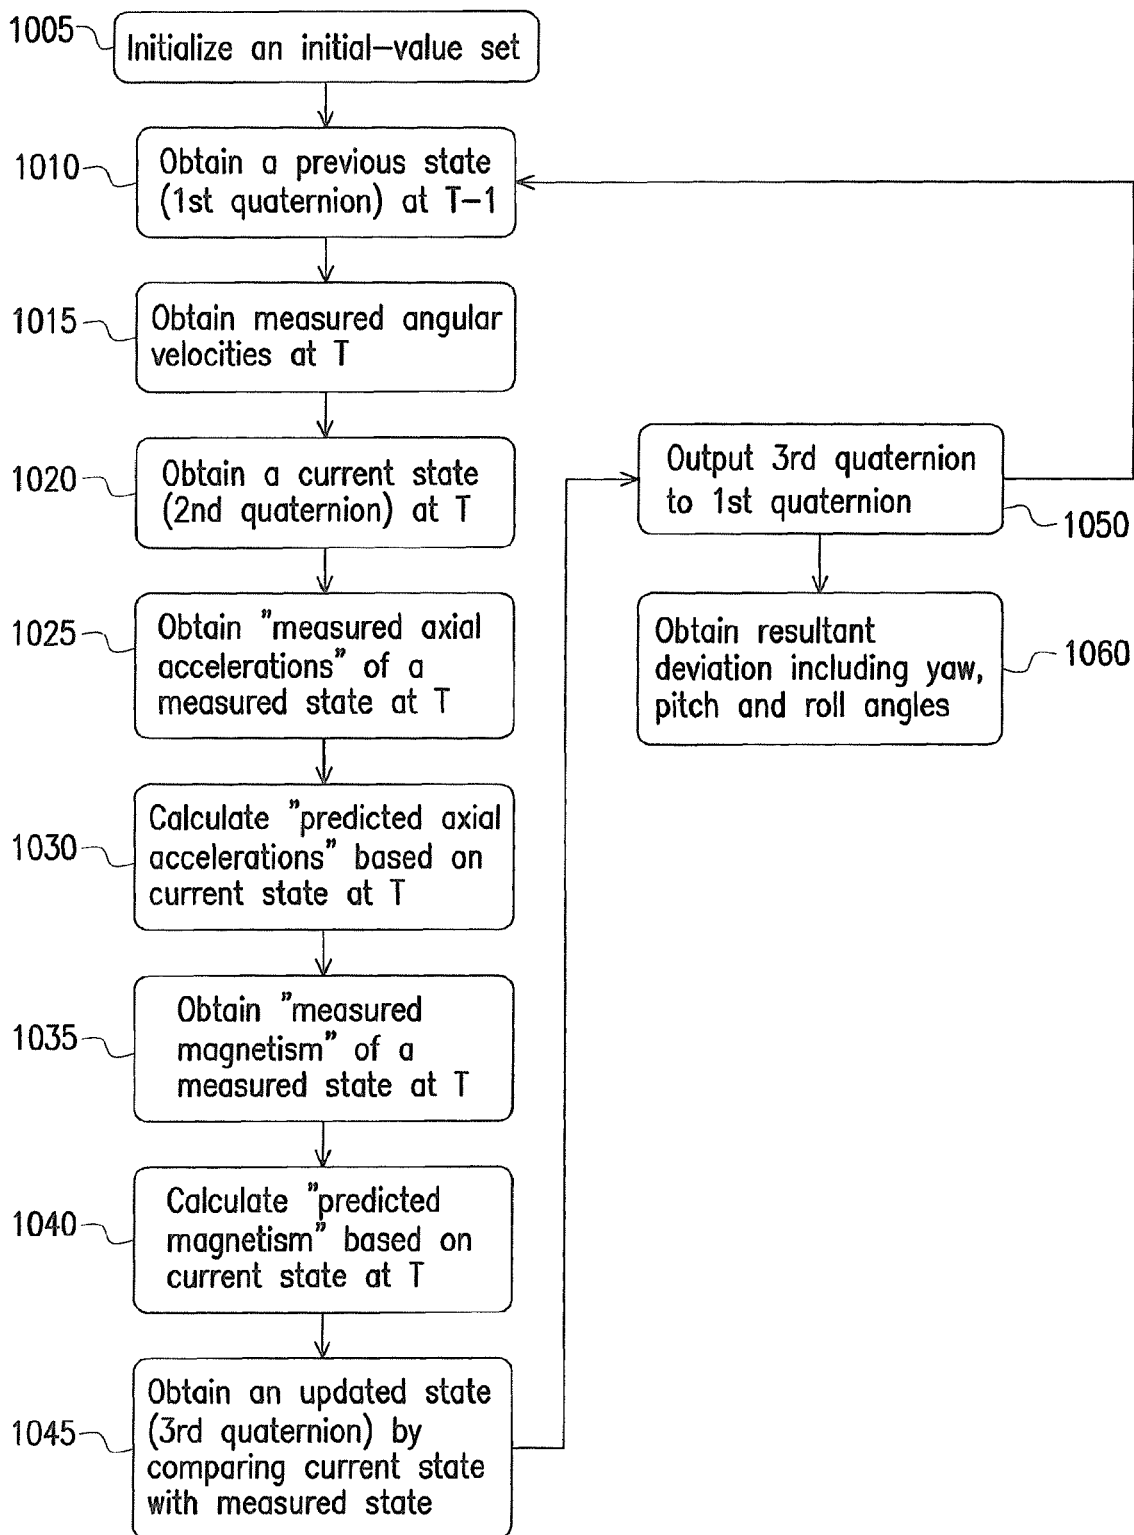 1005
Initialize an initial-value set
1010
Obtain a previous state
(1st quaternion) at T-1
1015
Obtain measured angular
velocities at T
1020
Obtain a current state
(2nd quaternion) at T
1025
Obtain "measured axial
accelerations" of a
measured state at T
1030
Calculate "predicted axial
accelerations" based on
current state at T
1035
Obtain "measured
magnetism" of a
measured state at T
1040
Calculate "predicted
magnetism" based on
current state at T
1045
Obtain an updated state
(3rd quaternion) by
comparing current state
with measured state
Output 3rd quaternion
to 1st quaternion
1050
Obtain resultant
deviation including yaw,
pitch and roll angles
1060